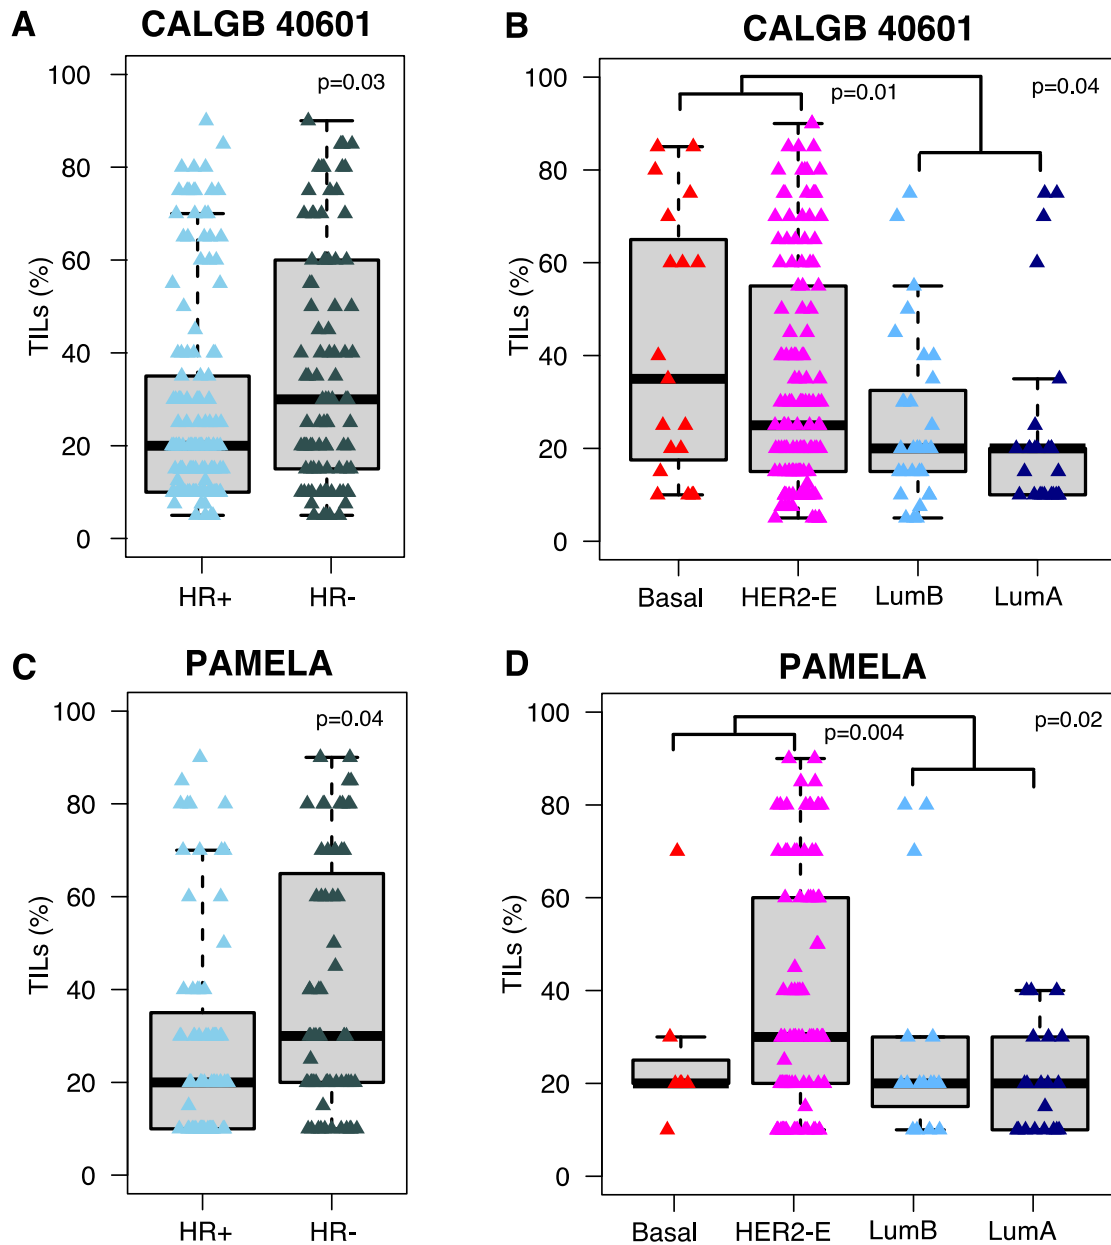 A
CALGB 40601
p=0.03
TILs (%)
100
80
60
40
20
0
HR+
HR-
B
CALGB 40601
p=0.01
p=0.04
TILs (%)
100
80
60
40
20
0
Basal
HER2-E
LumB
LumA
C
PAMELA
p=0.04
TILs (%)
100
80
60
40
20
0
HR+
HR-
D
PAMELA
p=0.004
p=0.02
TILs (%)
100
80
60
40
20
0
Basal
HER2-E
LumB
LumA